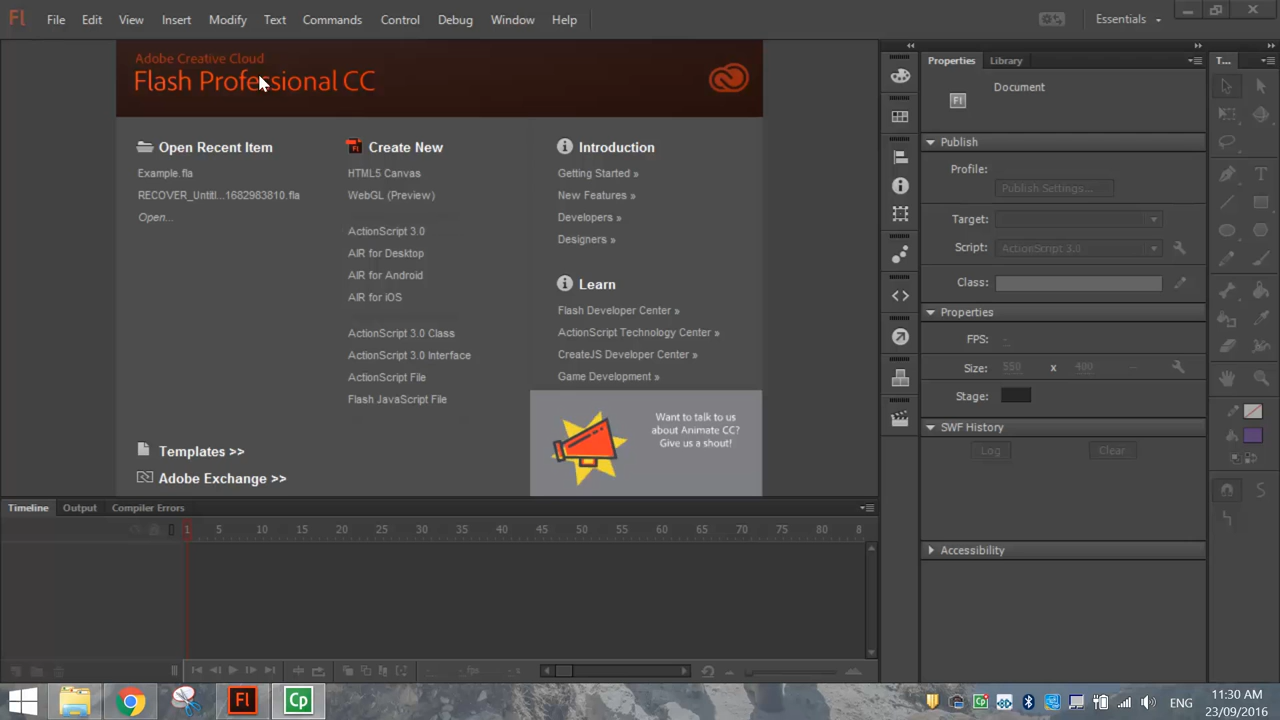 Fl File Edit View Insert Modify Text Commands Control Debug Window Help Essentials
Adobe Creative Cloud
Flash Professional CC
Open Recent Item
Example.fla
RECOVER_Untitl...1682983810.fla
Open...
Templates >>
Adobe Exchange >>
Create New
HTML5 Canvas
WebGL (Preview)
ActionScript 3.0
AIR for Desktop
AIR for Android
AIR for iOS
ActionScript 3.0 Class
ActionScript 3.0 Interface
ActionScript File
Flash JavaScript File
Introduction
Getting Started »
New Features »
Developers »
Designers »
Learn
Flash Developer Center »
ActionScript Technology Center »
CreateJS Developer Center »
Game Development »
Want to talk to us
about Animate CC?
Give us a shout!
Properties Library
Fl Document
Publish
Profile: Publish Settings...
Target:
Script: ActionScript 3.0
Class:
Properties
FPS: -
Size: 550 x 400
Stage:
SWF History
Log Clear
Accessibility
T...
Timeline Output Compiler Errors
1 5 10 15 20 25 30 35 40 45 50 55 60 65 70 75 80 8
fps
Fl Cp
ENG
11:30 AM
23/09/2016